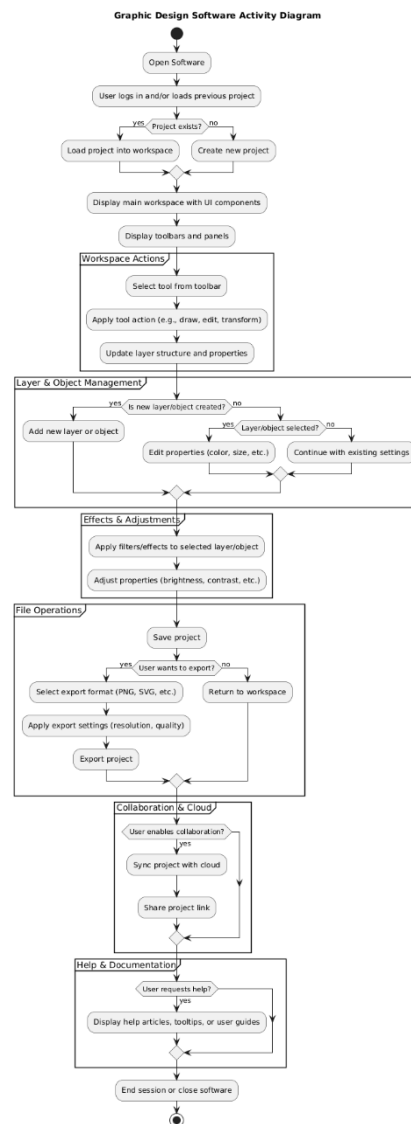 Graphic Design Software Activity Diagram
Open Software
User logs in and/or loads previous project
yes
Project exists?
no
Load project into workspace
Create new project
Display main workspace with UI components
Display toolbars and panels
Workspace Actions
Select tool from toolbar
Apply tool action (e.g., draw, edit, transform)
Update layer structure and properties
Layer & Object Management
yes
Is new layer/object created?
no
Add new layer or object
yes
Layer/object selected?
no
Edit properties (color, size, etc.)
Continue with existing settings
Effects & Adjustments
Apply filters/effects to selected layer/object
Adjust properties (brightness, contrast, etc.)
File Operations
Save project
yes
User wants to export?
no
Select export format (PNG, SVG, etc.)
Return to workspace
Apply export settings (resolution, quality)
Export project
Collaboration & Cloud
User enables collaboration?
yes
Sync project with cloud
Share project link
Help & Documentation
User requests help?
yes
Display help articles, tooltips, or user guides
End session or close software